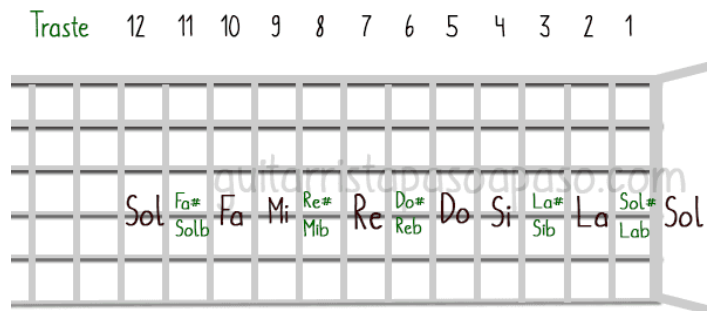 Traste 12 11 10 9 8 7 6 5 4 3 2 1
guitarristapasoapaso.com
Sol Fa# Fa Mi Re# Re Do# Do Si La# La Sol# Sol
Solb Mib Reb Sib Lab